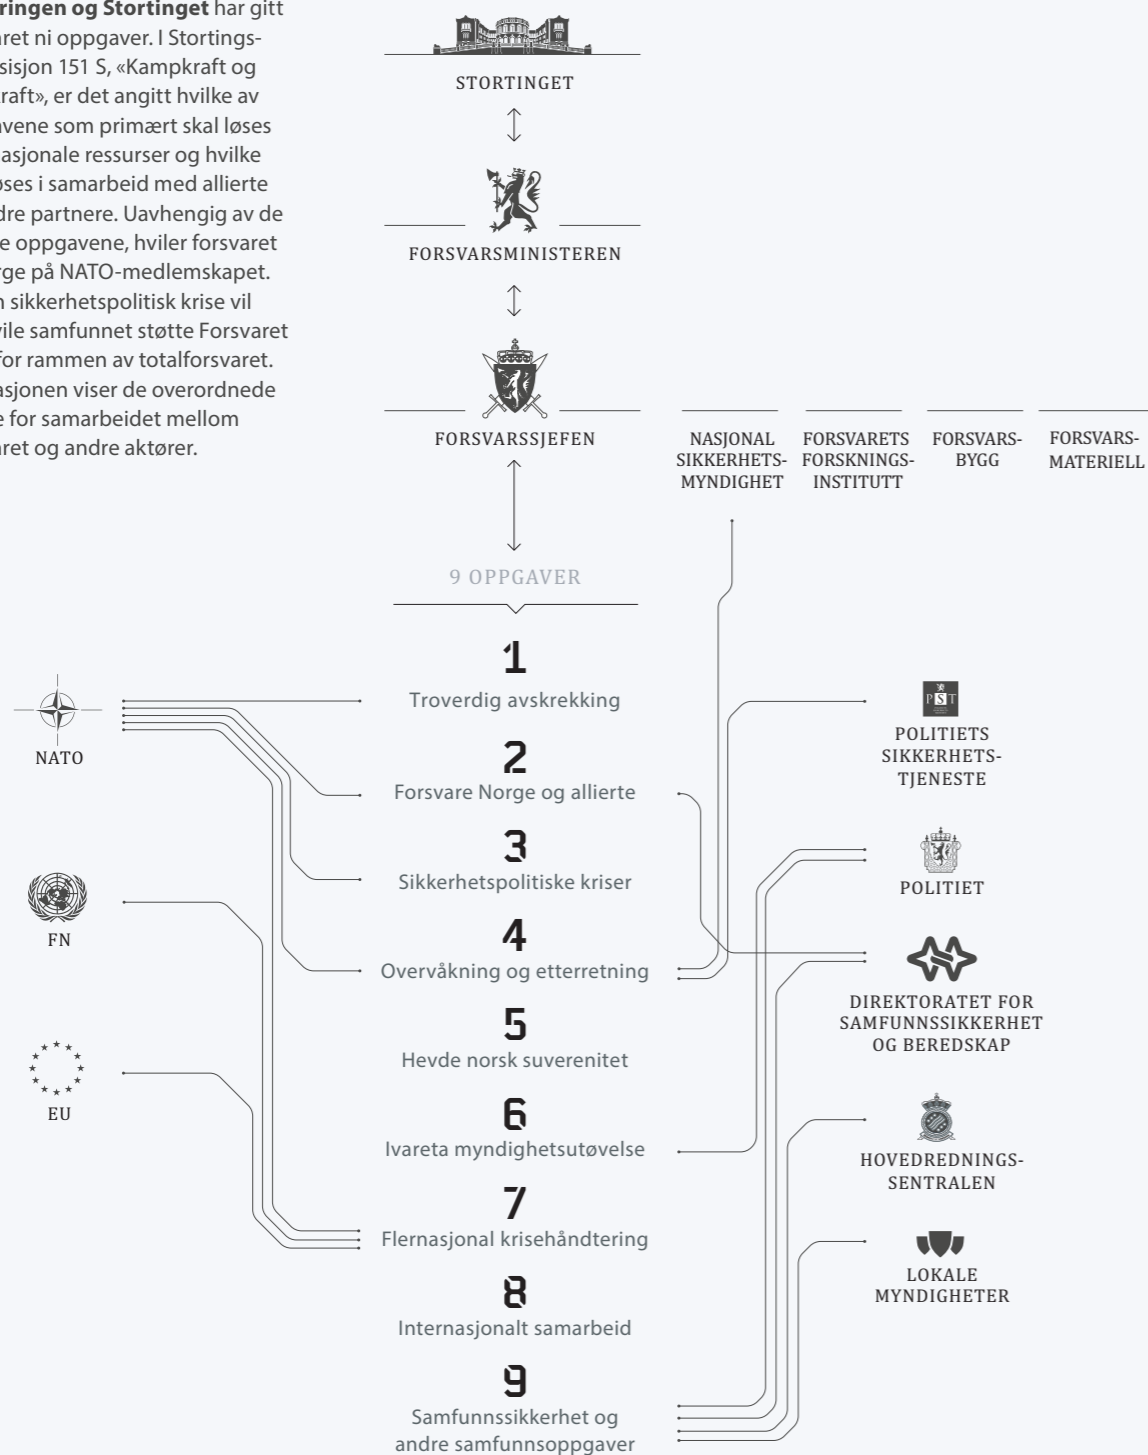 ringen og Stortinget har gitt
aret ni oppgaver. I Stortings-
sisjon 151 S, «Kampkraft og
raft», er det angitt hvilke av
avene som primært skal løses
asjonale ressurser og hvilke
øses i samarbeid med allierte
dre partnere. Uavhengig av de
e oppgavene, hviler forsvaret
rge på NATO-medlemskapet.
n sikkerhetspolitisk krise vil
vile samfunnet støtte Forsvaret
for rammen av totalforsvaret.
asjonen viser de overordnede
e for samarbeidet mellom
aret og andre aktører.
STORTINGET
FORSVARSMINISTEREN
FORSVARSSJEFEN
NASJONAL
SIKKERHETS-
MYNDIGHET
FORSVARETS
FORSKNINGS-
INSTITUTT
FORSVARS-
BYGG
FORSVARS-
MATERIELL
9 OPPGAVER
1
Troverdig avskrekking
2
Forsvare Norge og allierte
3
Sikkerhetspolitiske kriser
4
Overvåkning og etterretning
5
Hevde norsk suverenitet
6
Ivareta myndighetsutøvelse
7
Flernasjonal krisehåndtering
8
Internasjonalt samarbeid
9
Samfunnssikkerhet og
andre samfunnsoppgaver
NATO
FN
EU
PST
POLITIETS
SIKKERHETS-
TJENESTE
POLITIET
DIREKTORATET FOR
SAMFUNNSSIKKERHET
OG BEREDSKAP
HOVEDREDNINGS-
SENTRALEN
LOKALE
MYNDIGHETER